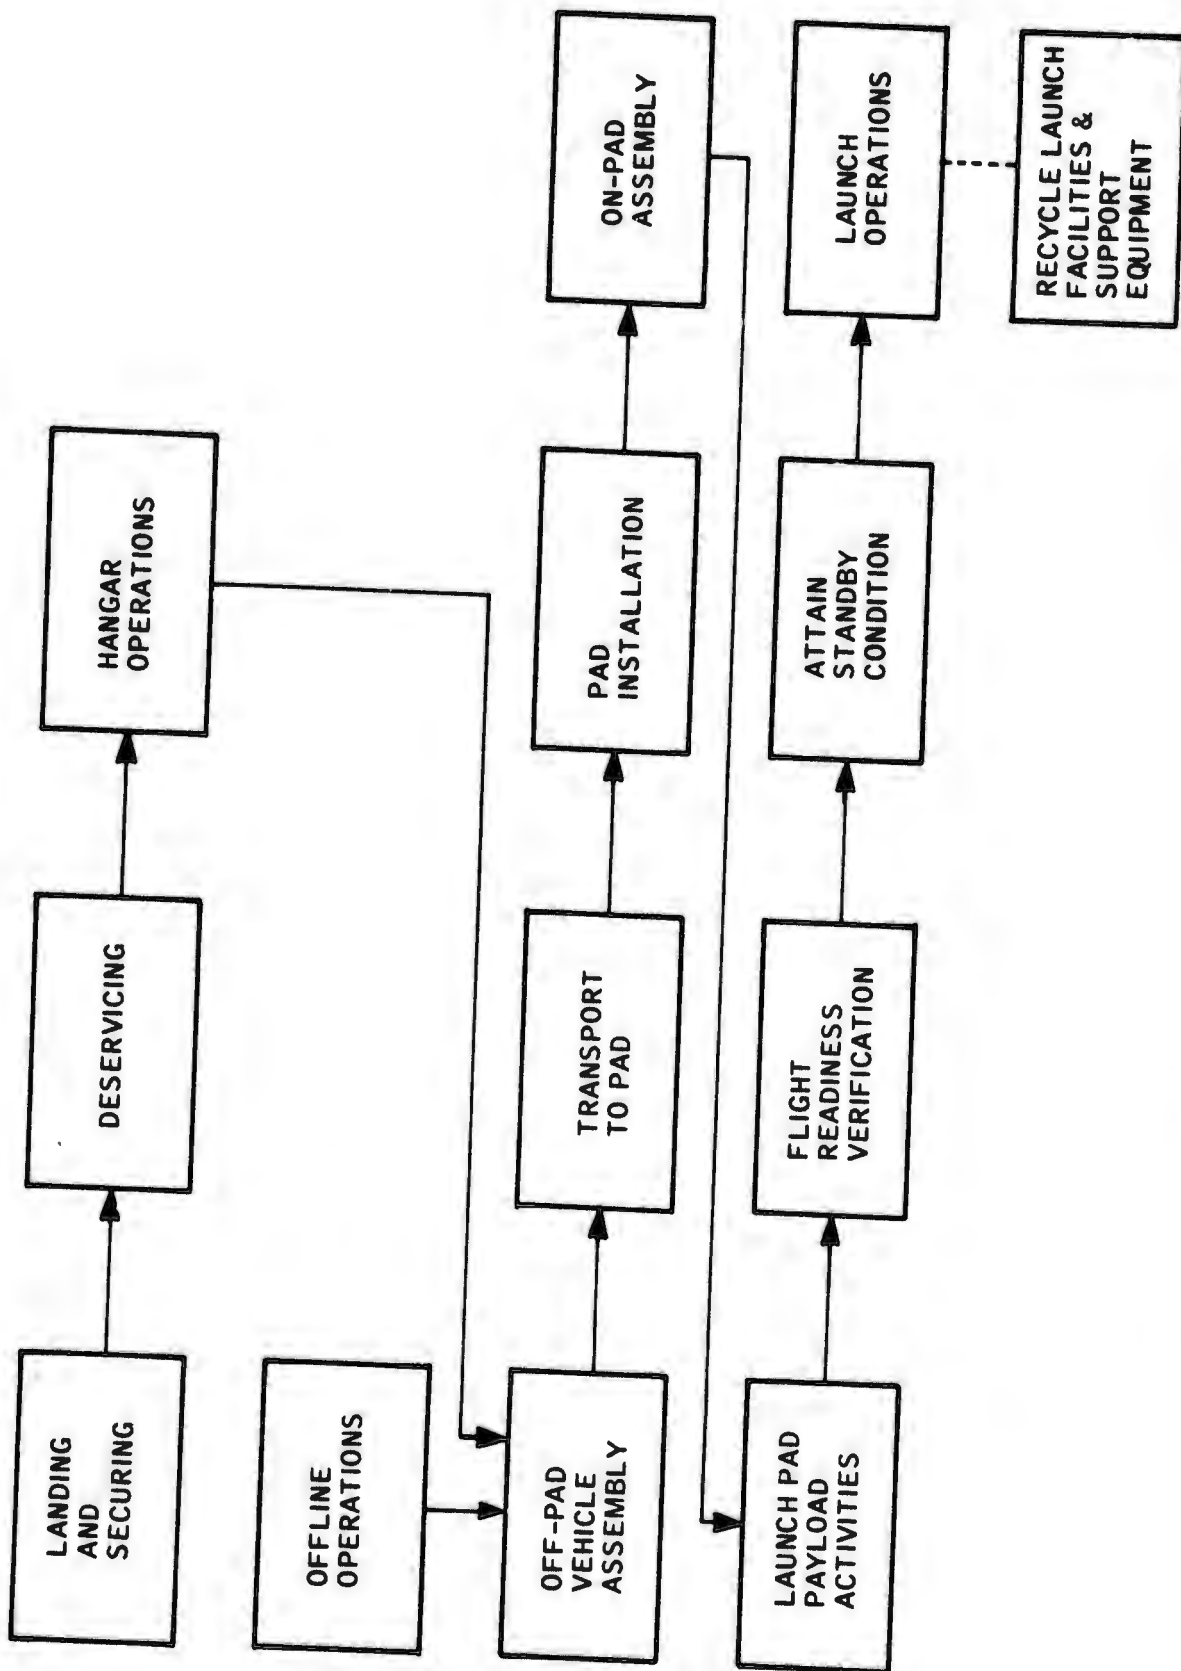 LANDING
AND
SECURING
DESERVICING
HANGAR
OPERATIONS
OFFLINE
OPERATIONS
OFF-PAD
VEHICLE
ASSEMBLY
TRANSPORT
TO PAD
PAD
INSTALLATION
ON-PAD
ASSEMBLY
LAUNCH PAD
PAYLOAD
ACTIVITIES
FLIGHT
READINESS
VERIFICATION
ATTAIN
STANDBY
CONDITION
LAUNCH
OPERATIONS
RECYCLE LAUNCH
FACILITIES &
SUPPORT
EQUIPMENT